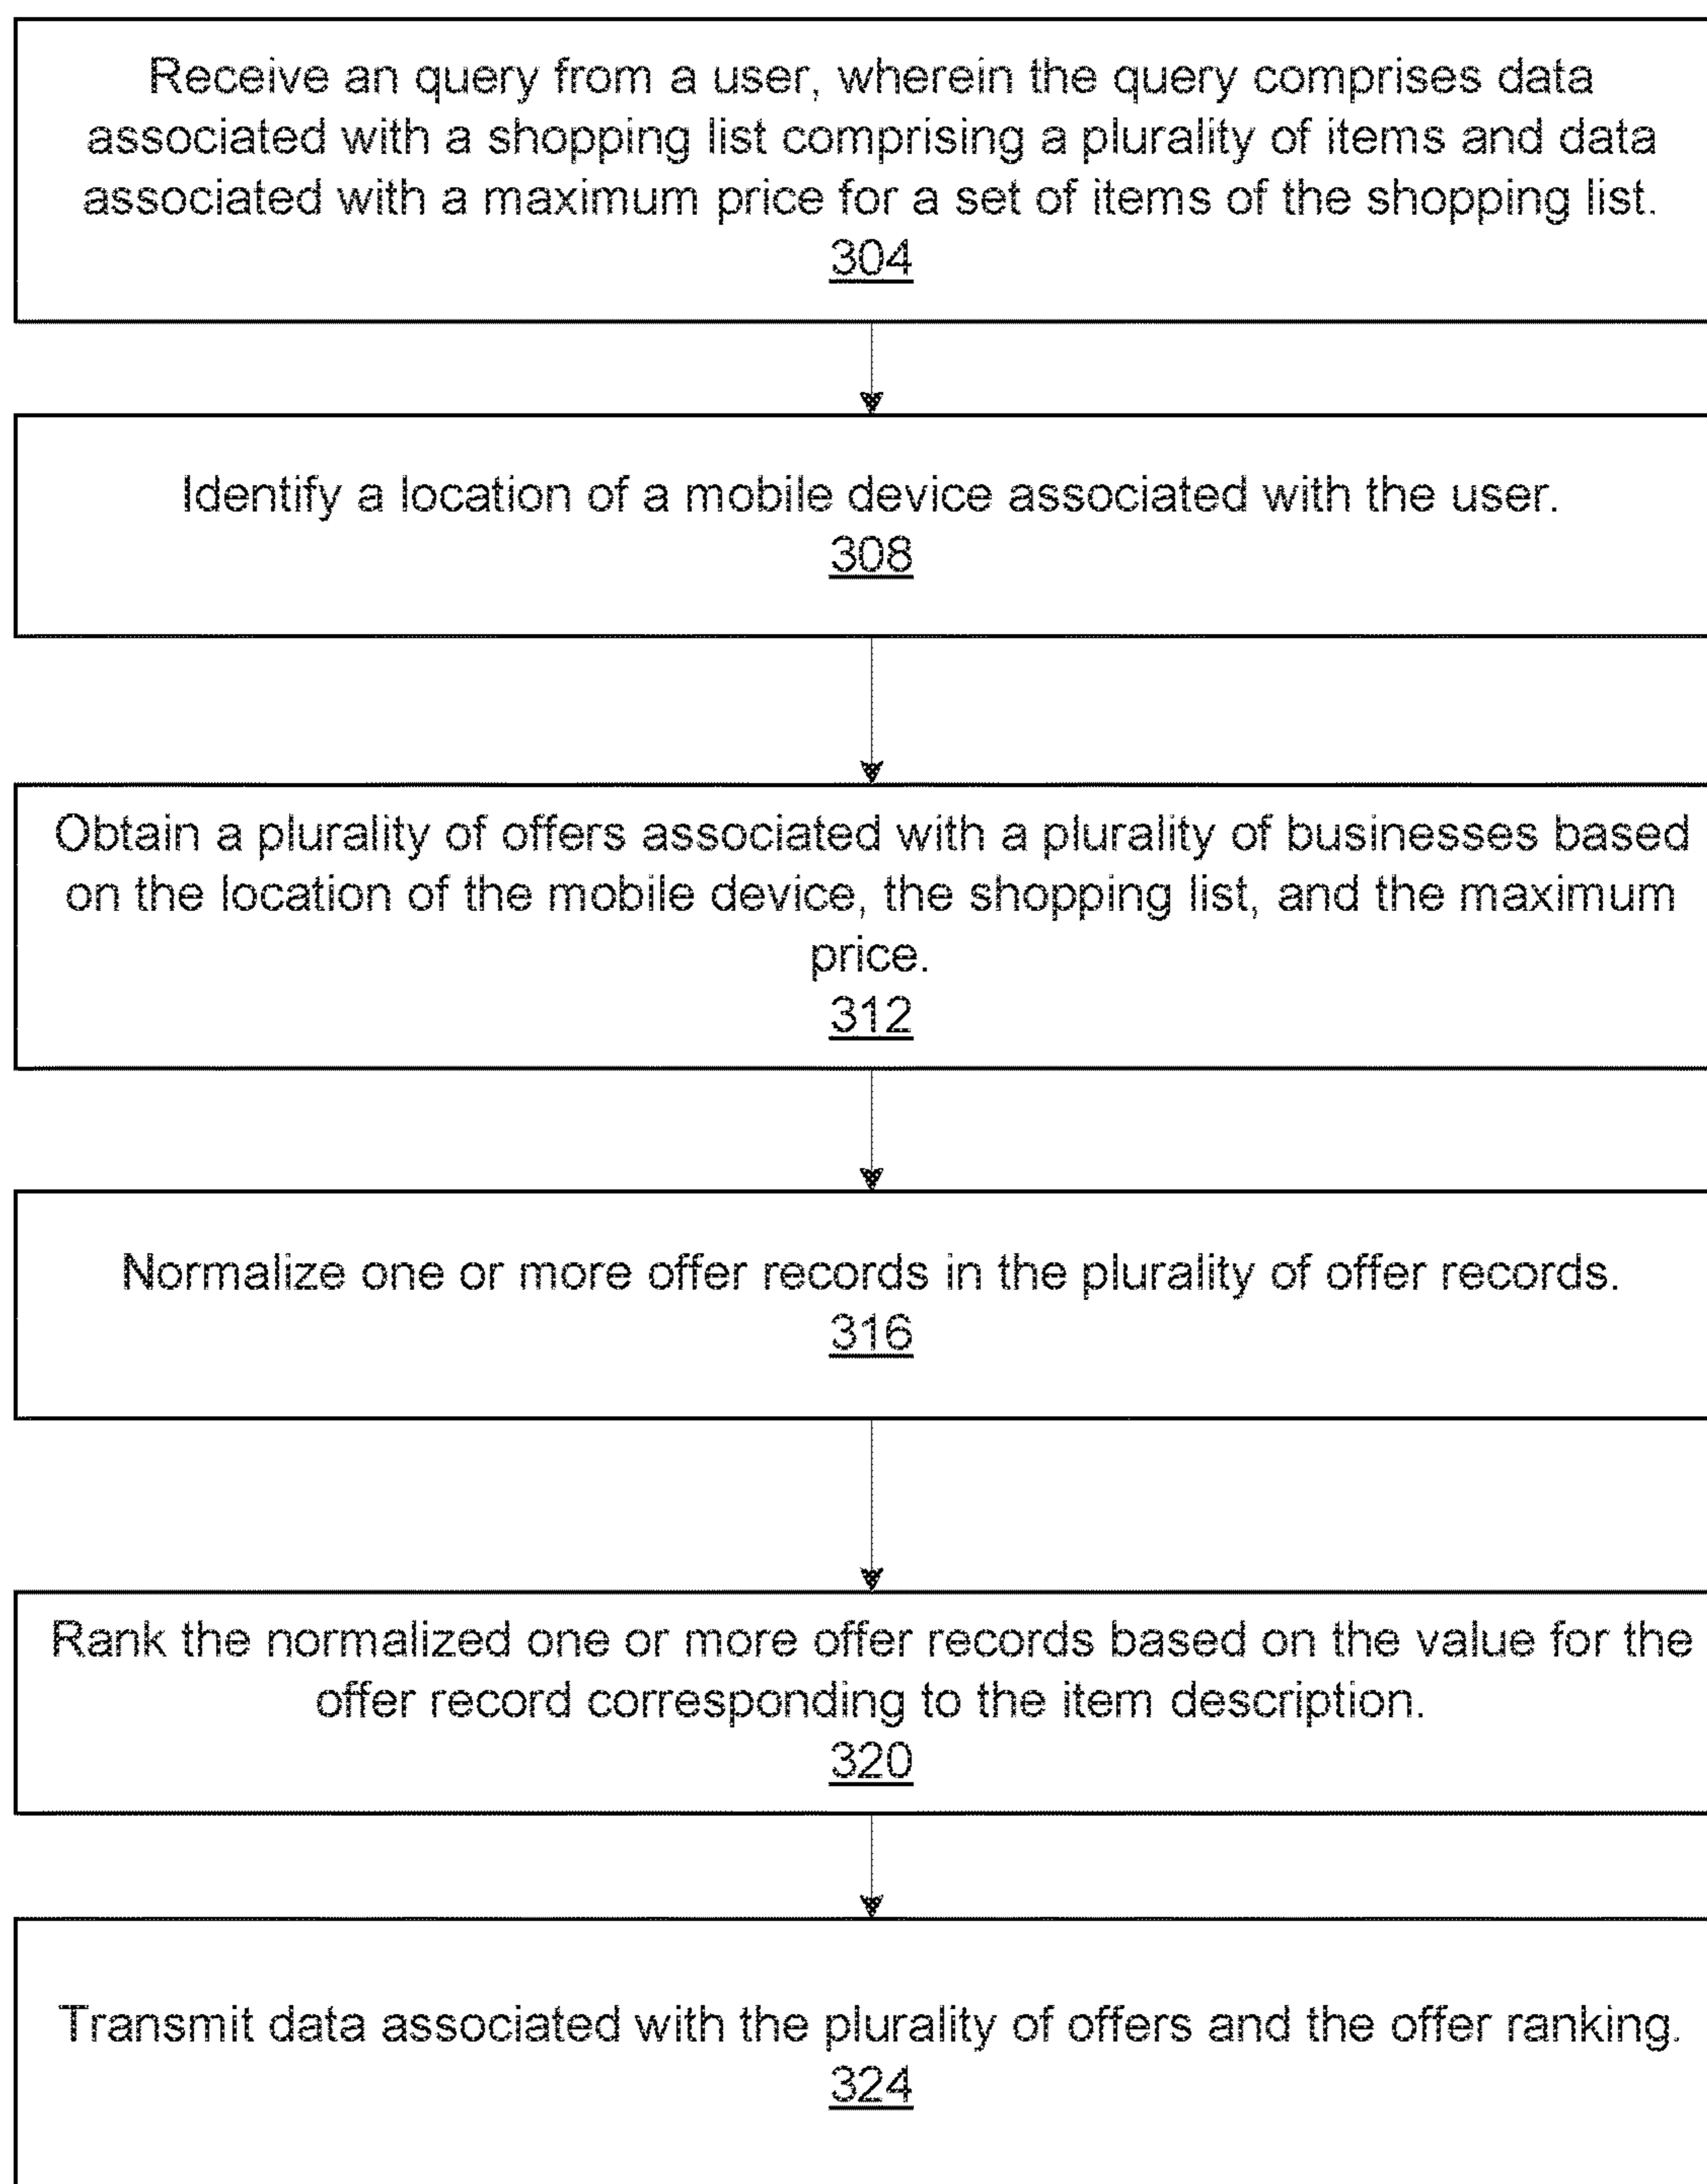 Receive an query from a user, wherein the query comprises data
associated with a shopping list comprising a plurality of items and data
associated with a maximum price for a set of items of the shopping list.
304
Identify a location of a mobile device associated with the user.
308
Obtain a plurality of offers associated with a plurality of businesses based
on the location of the mobile device, the shopping list, and the maximum
price.
312
Normalize one or more offer records in the plurality of offer records.
316
Rank the normalized one or more offer records based on the value for the
offer record corresponding to the item description.
320
Transmit data associated with the plurality of offers and the offer ranking.
324